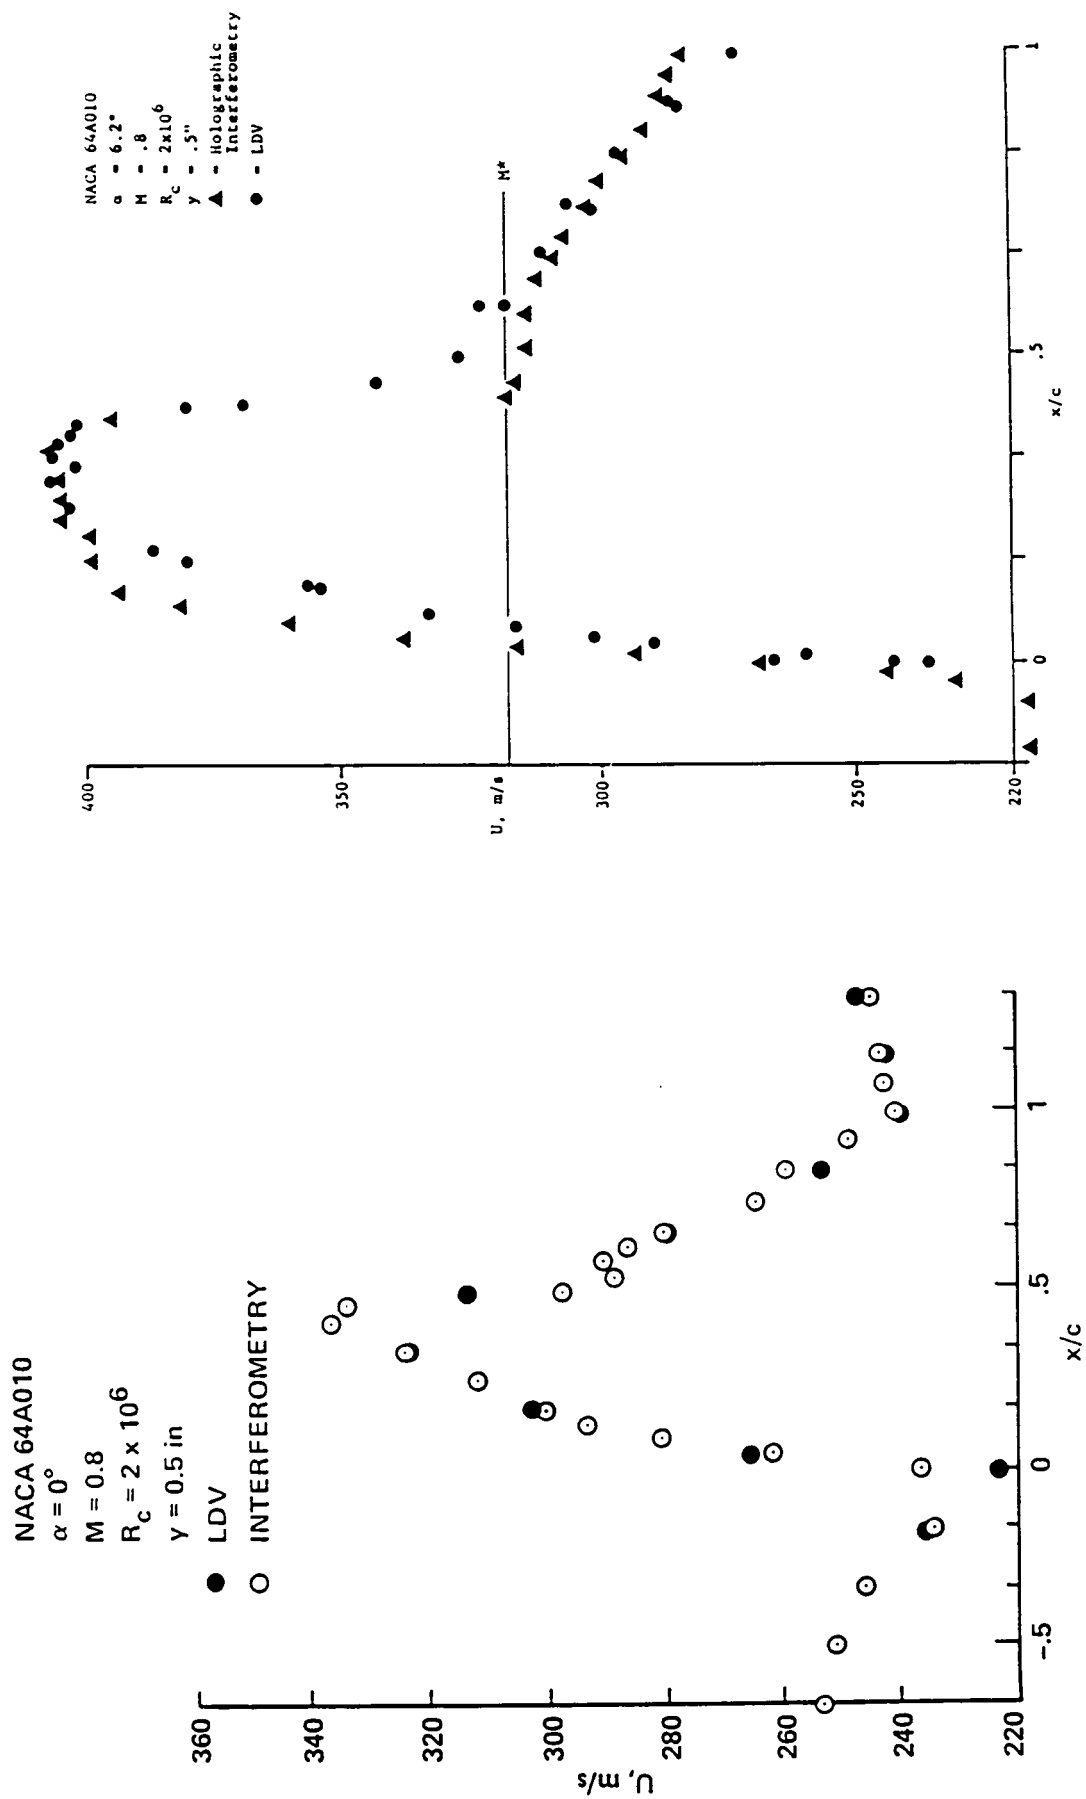 NACA 64A010
α = 0°
M = 0.8
Rc = 2 x 10^6
y = 0.5 in
● LDV
○ INTERFEROMETRY
360
340
320
300
280
260
240
220
U, m/s
-.5
0
.5
1
x/c
NACA 64A010
α = 6.2°
M = .8
Rc = 2x10^6
y = .5"
▲ - Holographic
Interferometry
● - LDV
M*
400
350
U, m/s
300
250
220
0
.5
1
x/c